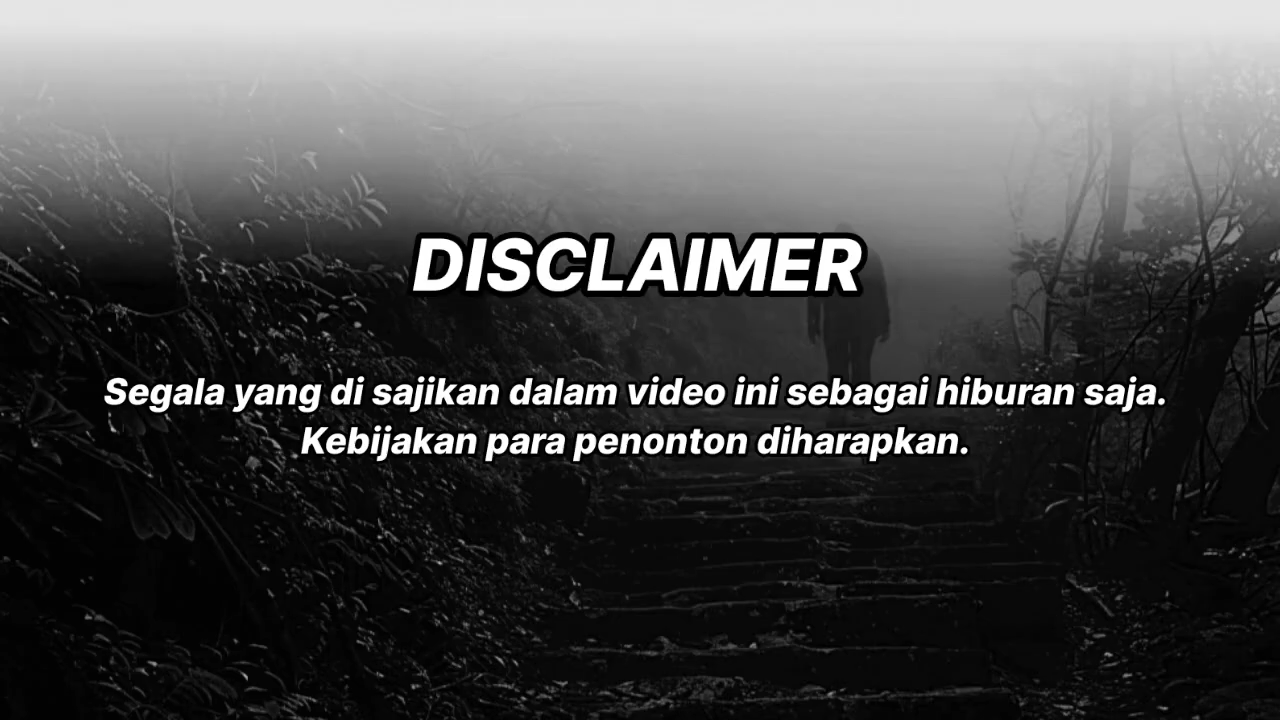 DISCLAIMER
Segala yang di sajikan dalam video ini sebagai hiburan saja.
Kebijakan para penonton diharapkan.